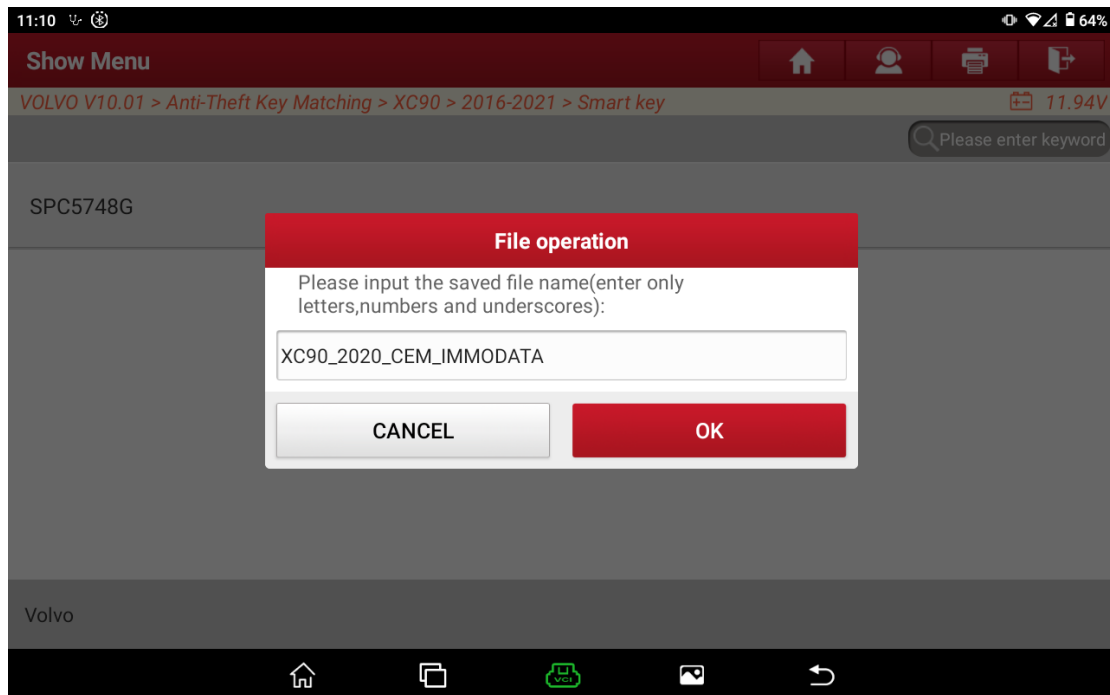 11:10
64%
Show Menu
VOLVO V10.01 > Anti-Theft Key Matching > XC90 > 2016-2021 > Smart key
11.94V
Please enter keyword
SPC5748G
File operation
Please input the saved file name(enter only
letters,numbers and underscores):
XC90_2020_CEM_IMMODATA
CANCEL
OK
Volvo
VCI